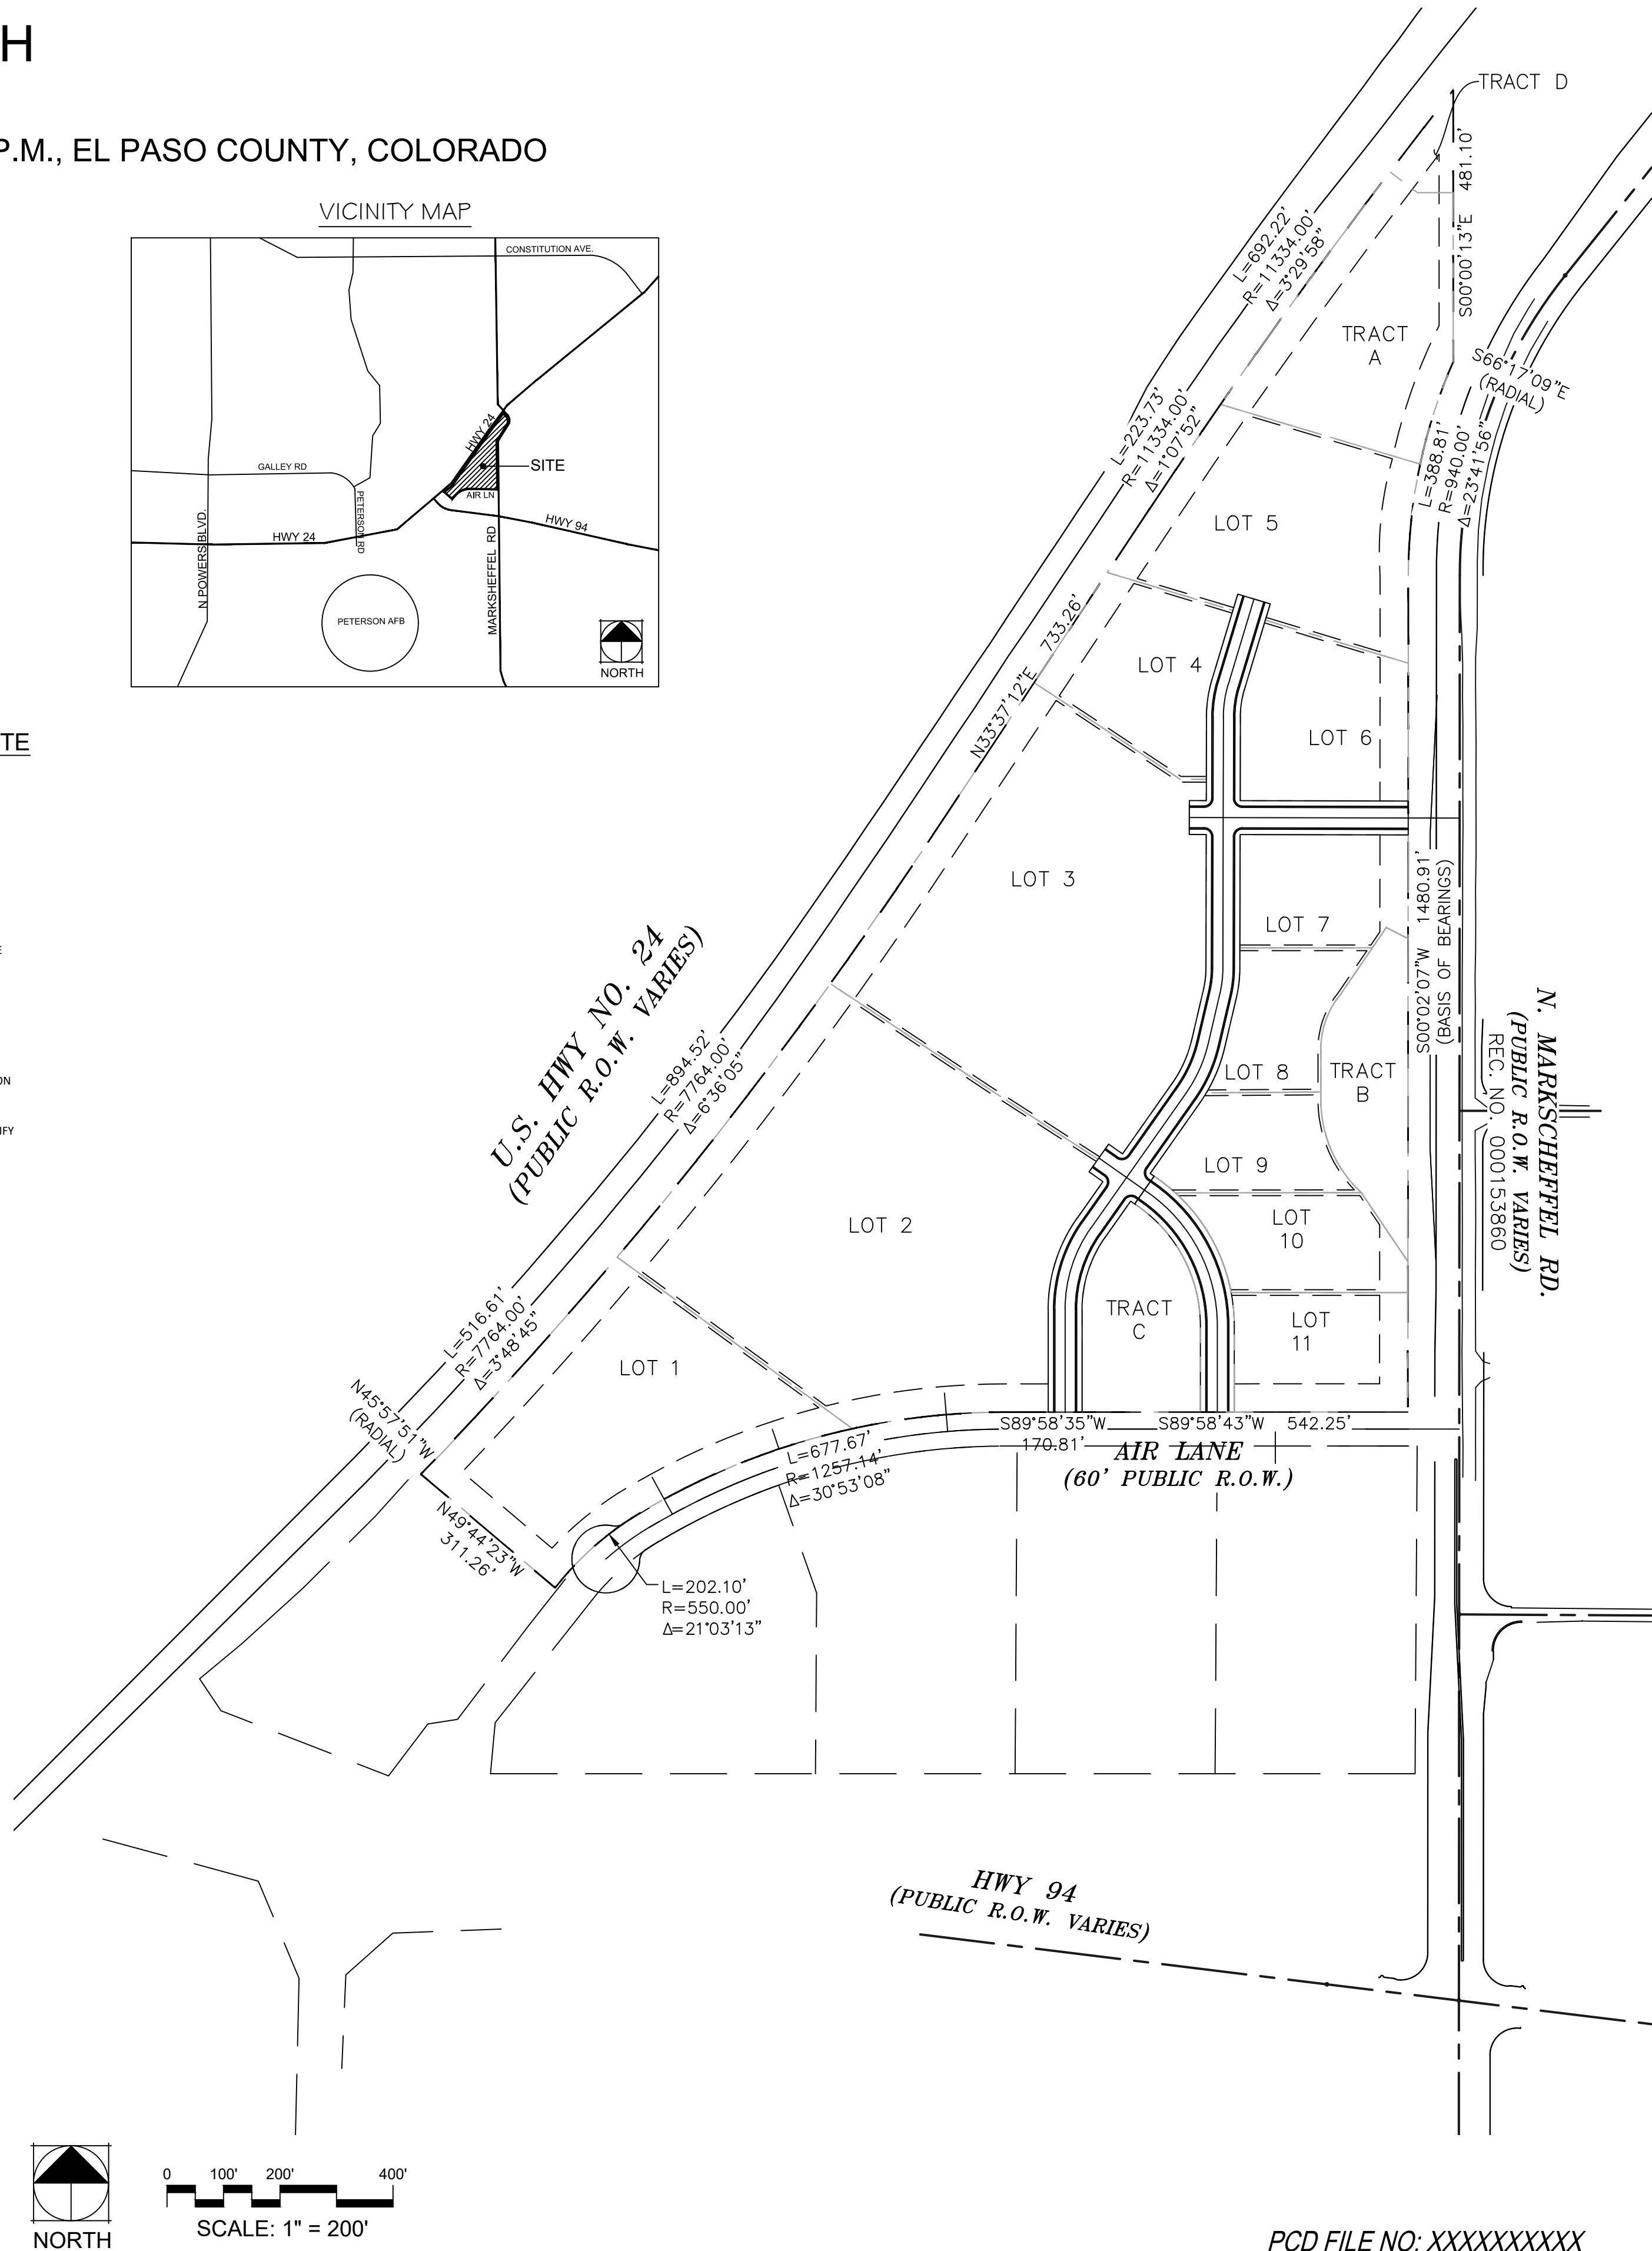 H
P.M., EL PASO COUNTY, COLORADO
VICINITY MAP
CONSTITUTION AVE.
HWY 24
SITE
AIR LN
GALLEY RD
PETERSON RD
N POWERS BLVD.
HWY 24
HWY 94
MARKSHEFFEL RD
PETERSON AFB
NORTH
TE
E
ON
IFY
TRACT D
S00°00'13"E 481.10'
L=692.22'
R=11334.00'
Δ=3°29'58"
TRACT
A
S66°17'09"E
(RADIAL)
L=388.81'
R=940.00'
Δ=23°41'56"
L=223.73'
R=11334.00'
Δ=1°07'52"
LOT 5
N33°37'12"E 733.26'
LOT 4
LOT 6
LOT 3
LOT 7
S00°02'07"W 1480.91'
(BASIS OF BEARINGS)
N. MARKSCHEFFEL RD.
(PUBLIC R.O.W. VARIES)
REC. NO. 000153860
U.S. HWY NO. 24
(PUBLIC R.O.W. VARIES)
L=894.52'
R=7764.00'
Δ=6°36'05"
LOT 8
TRACT
B
LOT 9
LOT 2
LOT
10
TRACT
C
LOT
11
L=516.61'
R=7764.00'
Δ=3°48'45"
LOT 1
N45°57'51"W
(RADIAL)
S89°58'35"W
170.81'
S89°58'43"W 542.25'
AIR LANE
(60' PUBLIC R.O.W.)
L=677.67'
R=1257.14'
Δ=30°53'08"
N49°44'23"W
311.26'
L=202.10'
R=550.00'
Δ=21°03'13"
HWY 94
(PUBLIC R.O.W. VARIES)
NORTH
0 100' 200' 400'
SCALE: 1" = 200'
PCD FILE NO: XXXXXXXXXX